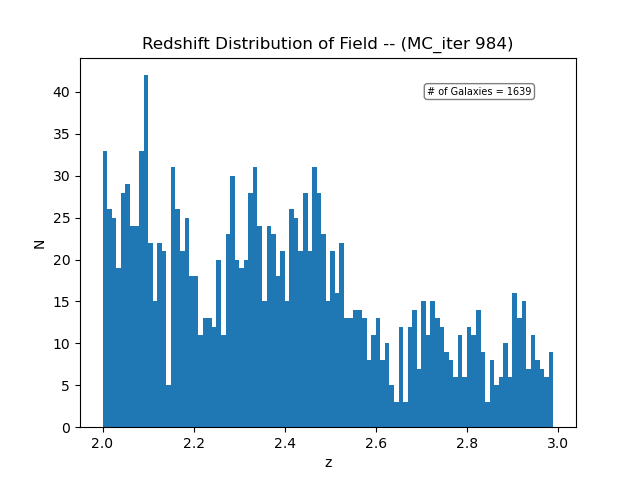 Redshift Distribution of Field -- (MC_iter 984)
# of Galaxies = 1639
N
40
35
30
25
20
15
10
5
0
2.0 2.2 2.4 2.6 2.8 3.0
z